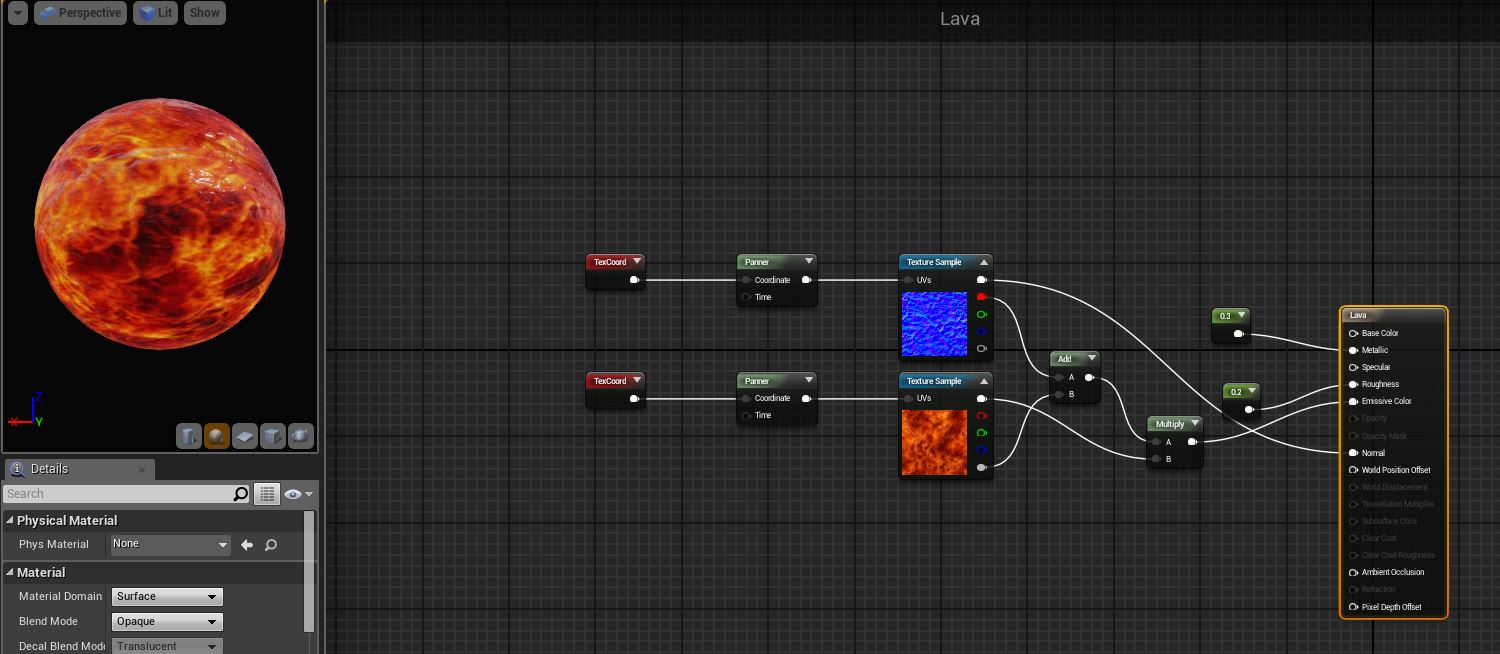 Perspective Lit Show
Lava
TexCoord
Panner
Coordinate
Time
Texture Sample
UVs
TexCoord
Panner
Coordinate
Time
Texture Sample
UVs
Add
A
B
Multiply
A
B
0.3
0.2
Lava
Base Color
Metallic
Specular
Roughness
Emissive Color
Opacity
Opacity Mask
Normal
World Position Offset
World Displacement
Tessellation Multiplier
Subsurface Color
Clear Coat
Clear Coat Roughness
Ambient Occlusion
Refraction
Pixel Depth Offset
Z
X
Y
Details
Search
Physical Material
Phys Material None
Material
Material Domain Surface
Blend Mode Opaque
Decal Blend Mode Translucent